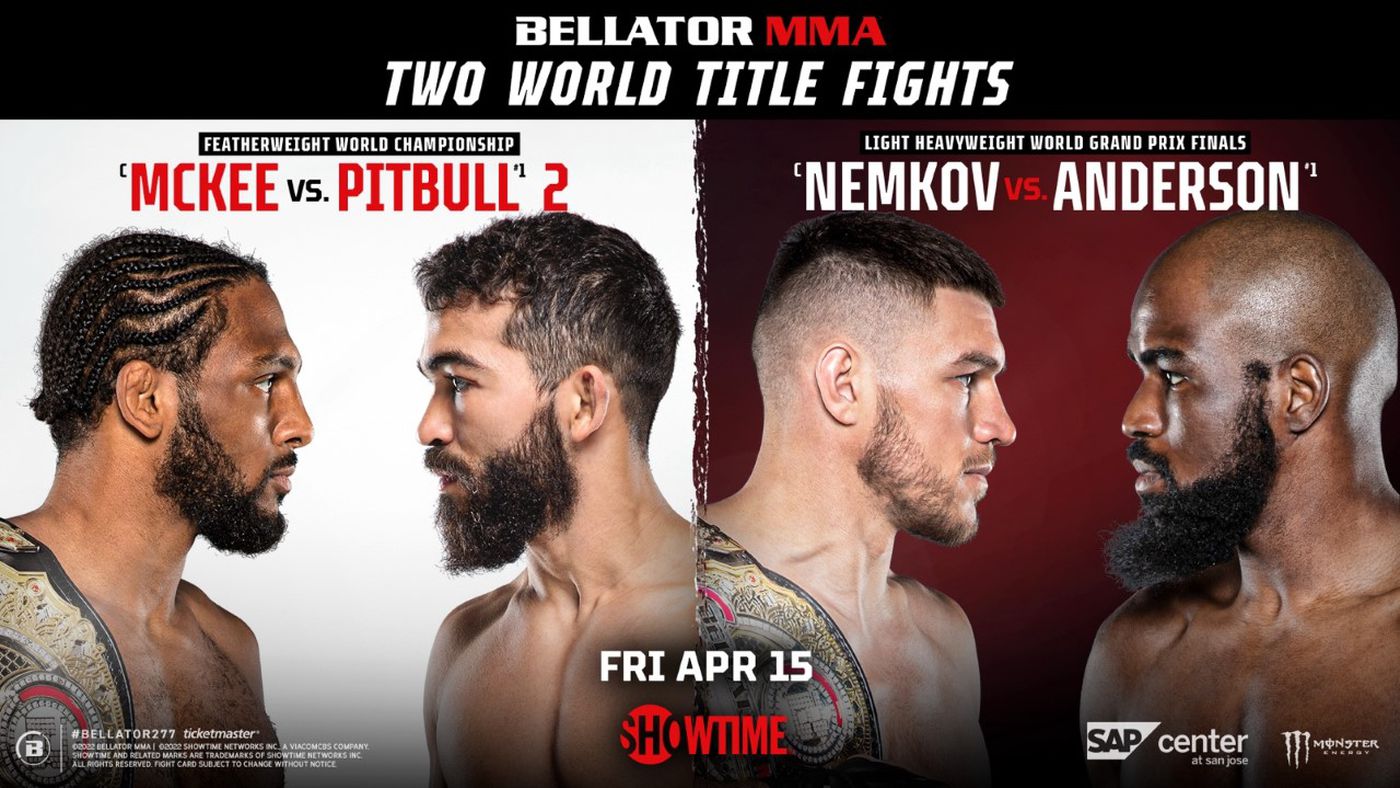 BELLATOR MMA
TWO WORLD TITLE FIGHTS
FEATHERWEIGHT WORLD CHAMPIONSHIP
C MCKEE VS. PITBULL #1 2
LIGHT HEAVYWEIGHT WORLD GRAND PRIX FINALS
C NEMKOV VS. ANDERSON #1
FRI APR 15
SHOWTIME
B
#BELLATOR277 ticketmaster®
©2022 BELLATOR MMA | ©2022 SHOWTIME NETWORKS INC., A VIACOMCBS COMPANY.
SHOWTIME AND RELATED MARKS ARE TRADEMARKS OF SHOWTIME NETWORKS INC.
ALL RIGHTS RESERVED. FIGHT CARD SUBJECT TO CHANGE WITHOUT NOTICE.
SAP center
at san jose
MONSTER
ENERGY